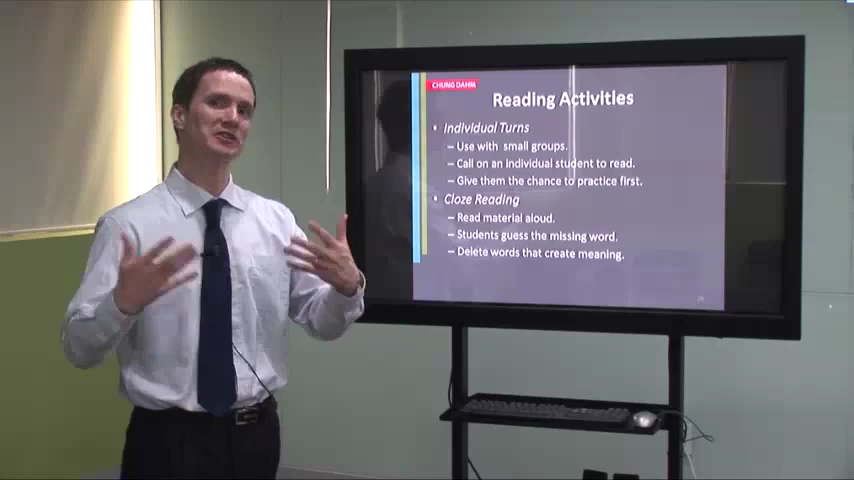 CHUNG DAHM
Reading Activities
• Individual Turns
– Use with small groups.
– Call on an individual student to read.
– Give them the chance to practice first.
• Cloze Reading
– Read material aloud.
– Students guess the missing word.
– Delete words that create meaning.